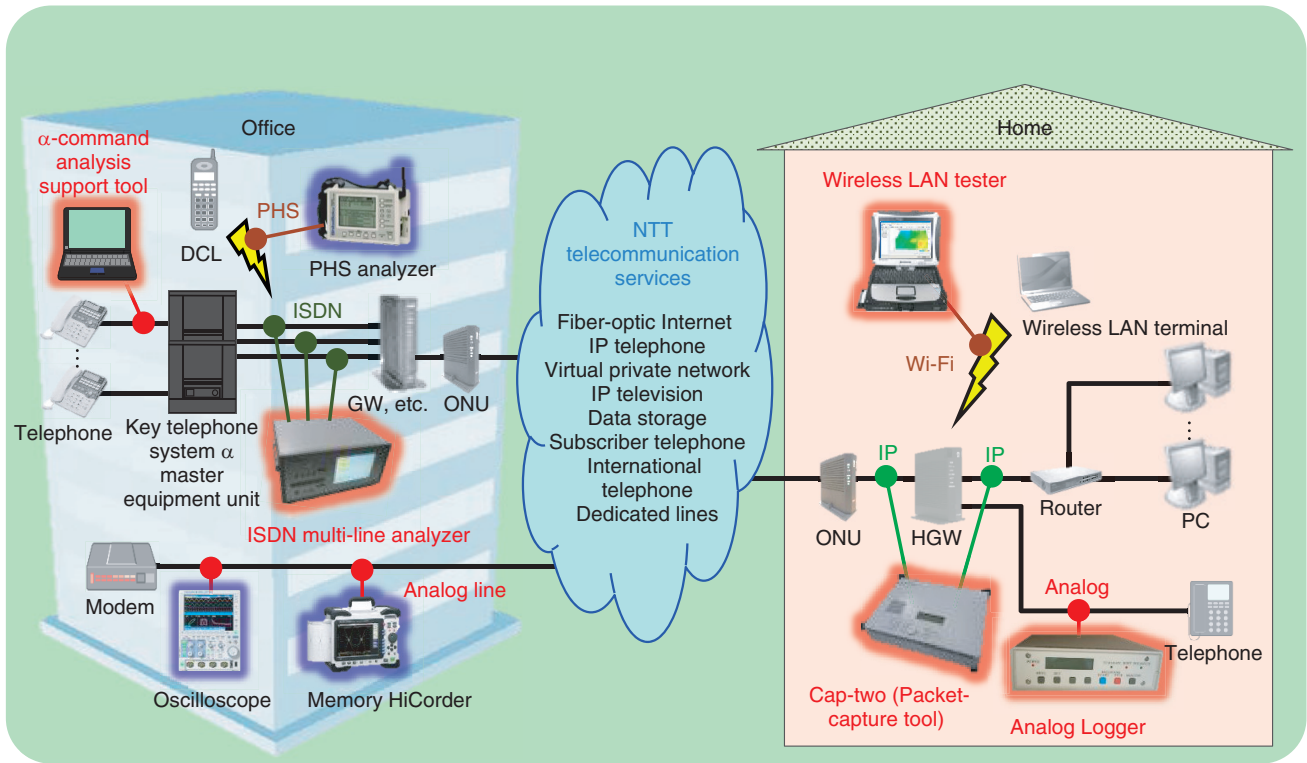 Office
α-command
analysis
support tool
DCL
PHS
PHS analyzer
ISDN
Telephone
Key telephone
system α
master
equipment unit
GW, etc.
ONU
ISDN multi-line analyzer
Modem
Analog line
Oscilloscope
Memory HiCorder
NTT
telecommunication
services
Fiber-optic Internet
IP telephone
Virtual private network
IP television
Data storage
Subscriber telephone
International
telephone
Dedicated lines
Home
Wireless LAN tester
Wireless LAN terminal
Wi-Fi
IP
IP
ONU
HGW
Router
PC
Analog
Telephone
Cap-two (Packet-
capture tool)
Analog Logger